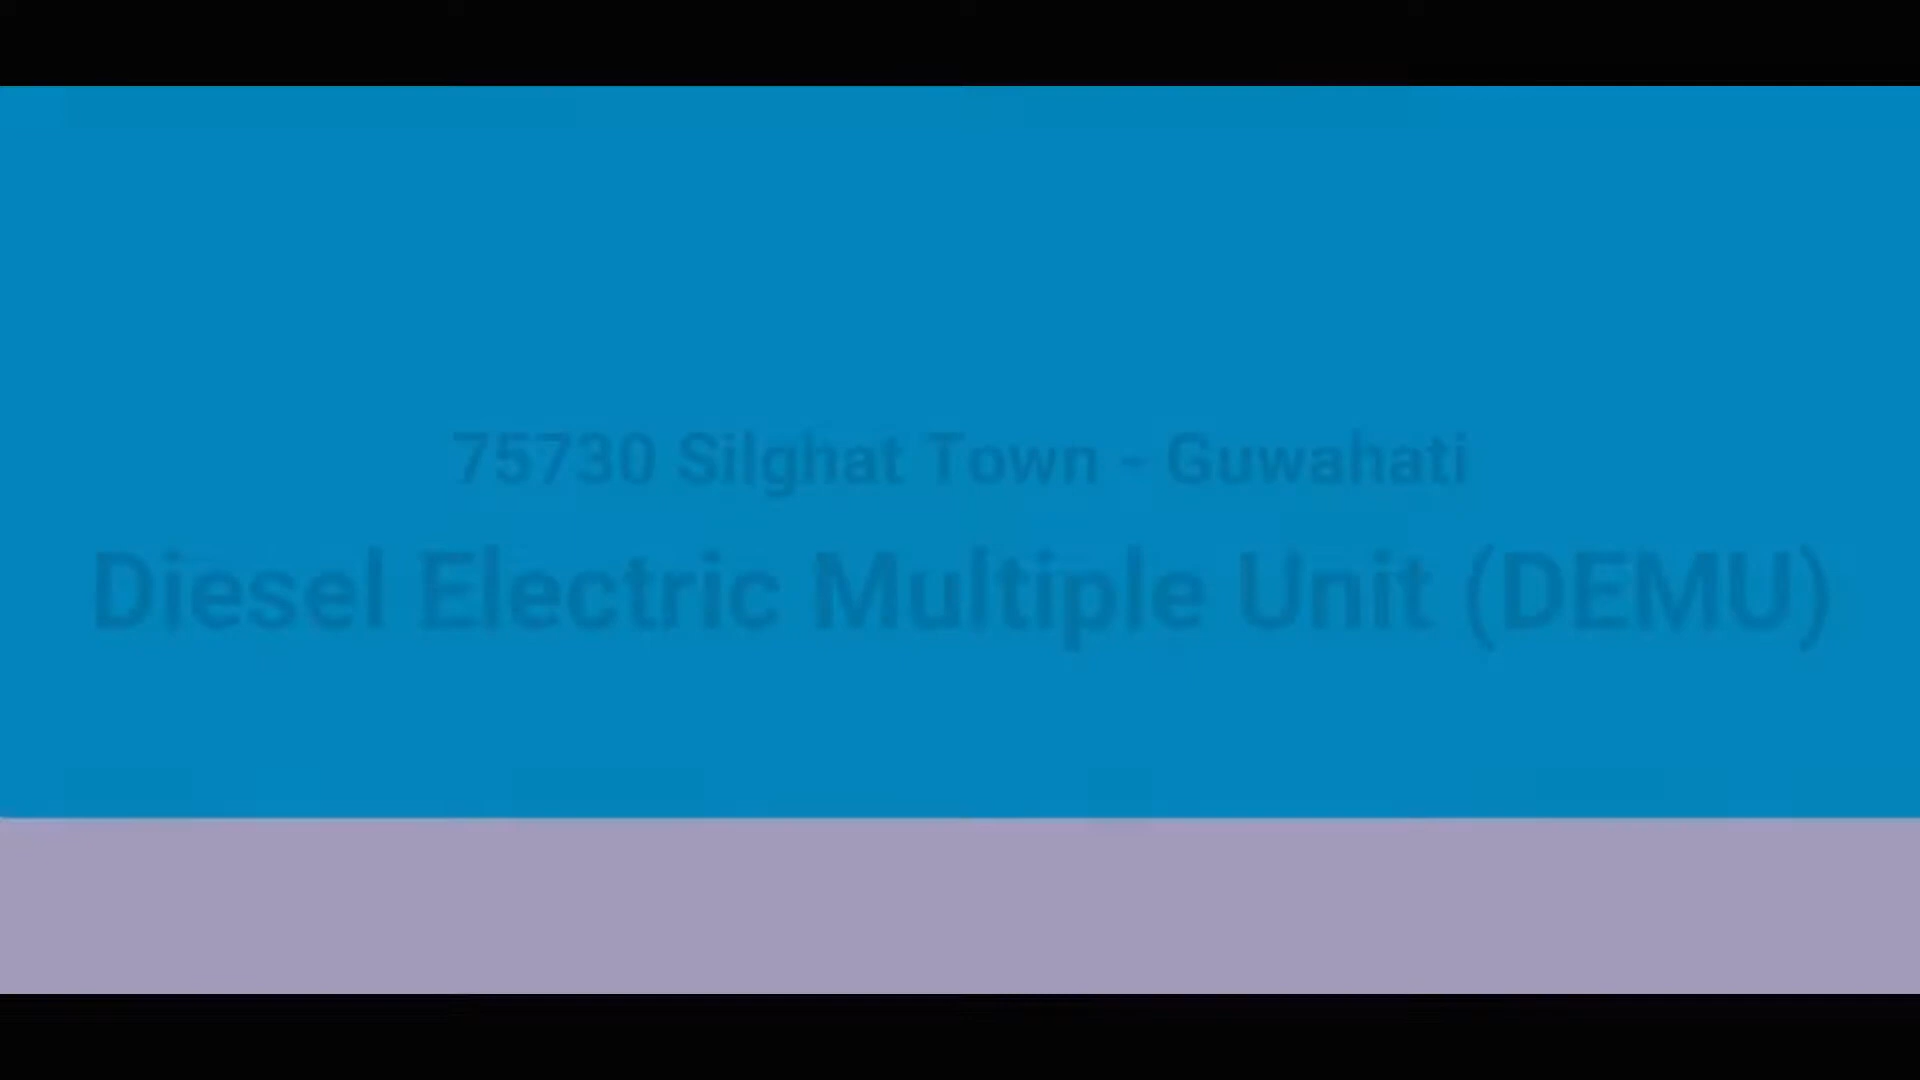 75730 Silghat Town - Guwahati
Diesel Electric Multiple Unit (DEMU)